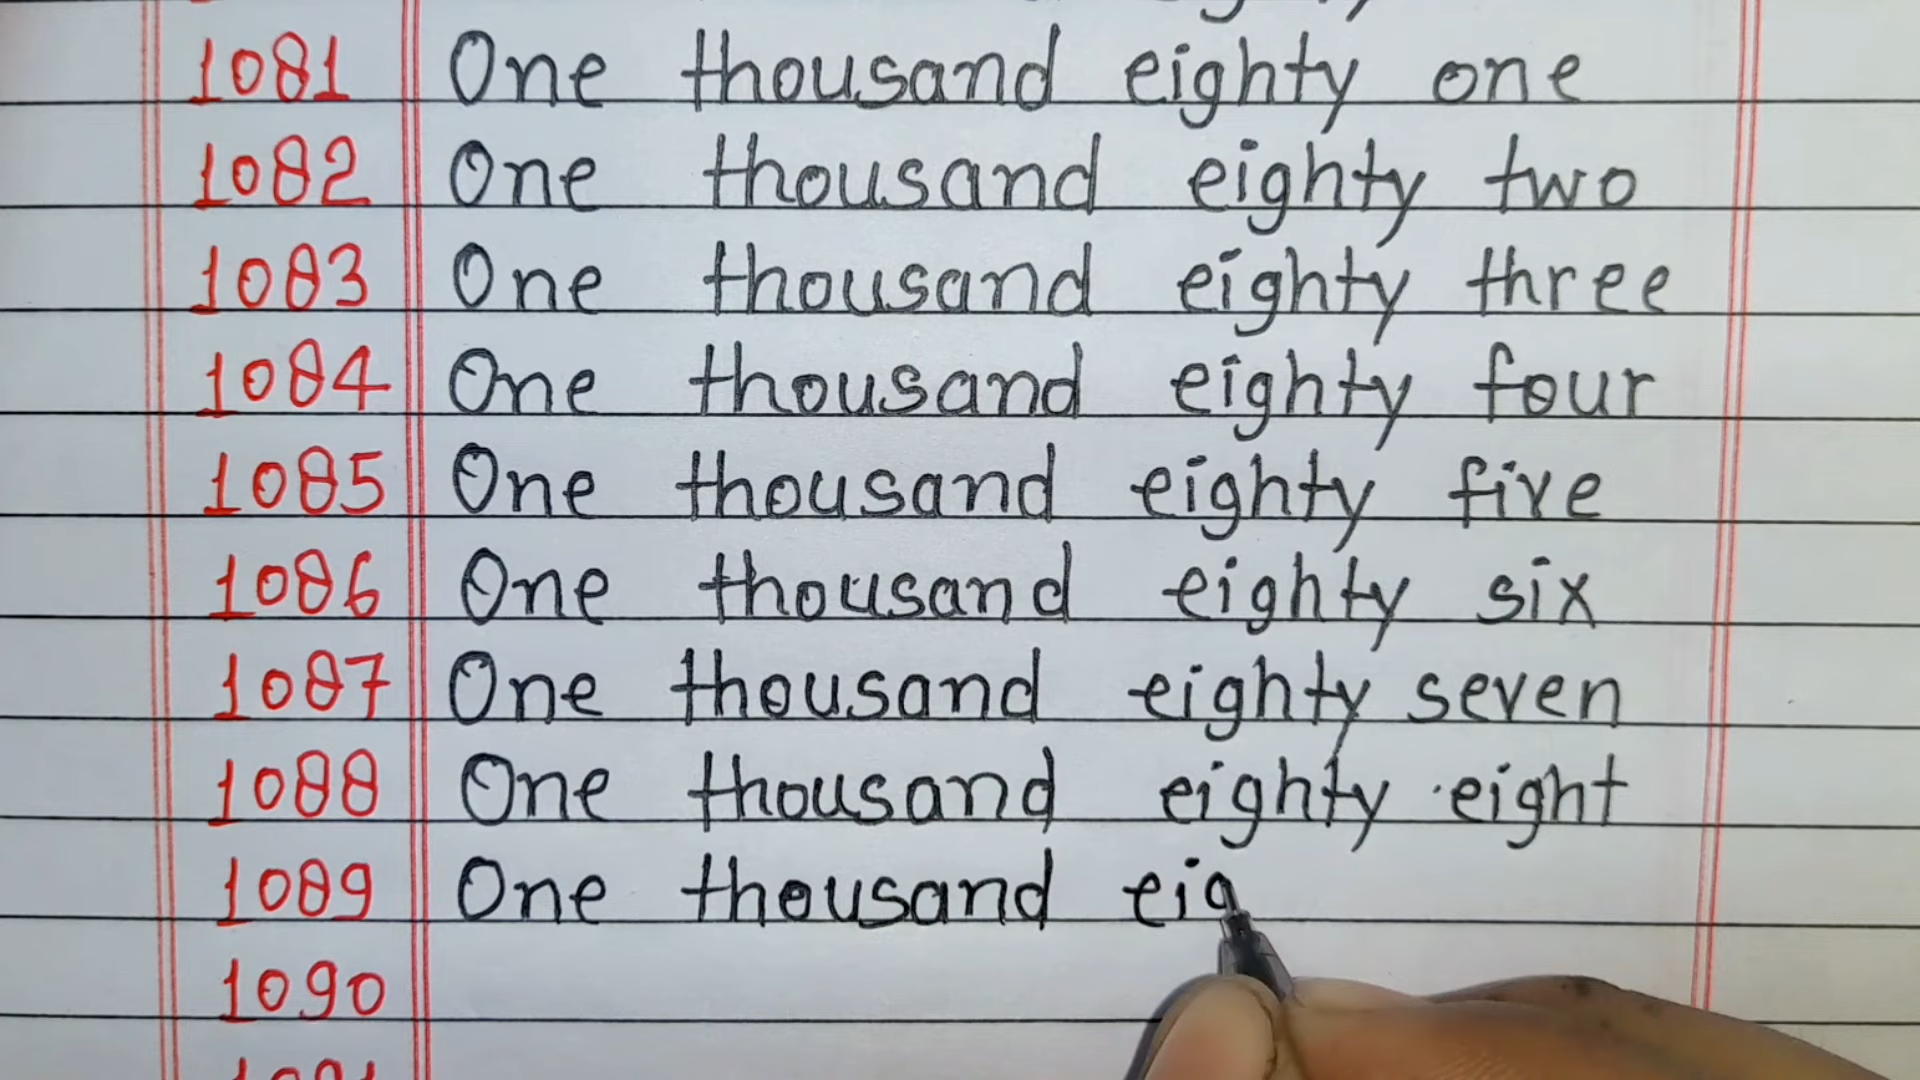 1081 One thousand eighty one
1082 One thousand eighty two
1083 One thousand eighty three
1084 One thousand eighty four
1085 One thousand eighty five
1086 One thousand eighty six
1087 One thousand eighty seven
1088 One thousand eighty eight
1089 One thousand eig
1090